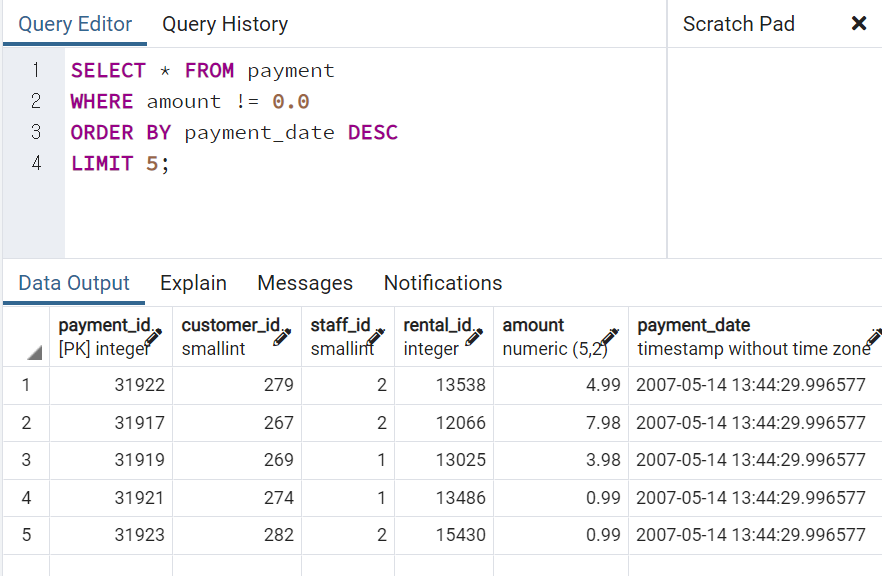 Query Editor Query History Scratch Pad ×
1 SELECT * FROM payment
2 WHERE amount != 0.0
3 ORDER BY payment_date DESC
4 LIMIT 5;
Data Output Explain Messages Notifications
payment_id.. customer_id.. staff_id rental_id.. amount payment_date
[PK] integer smallint smallint integer numeric (5,2) timestamp without time zone
1 31922 279 2 13538 4.99 2007-05-14 13:44:29.996577
2 31917 267 2 12066 7.98 2007-05-14 13:44:29.996577
3 31919 269 1 13025 3.98 2007-05-14 13:44:29.996577
4 31921 274 1 13486 0.99 2007-05-14 13:44:29.996577
5 31923 282 2 15430 0.99 2007-05-14 13:44:29.996577